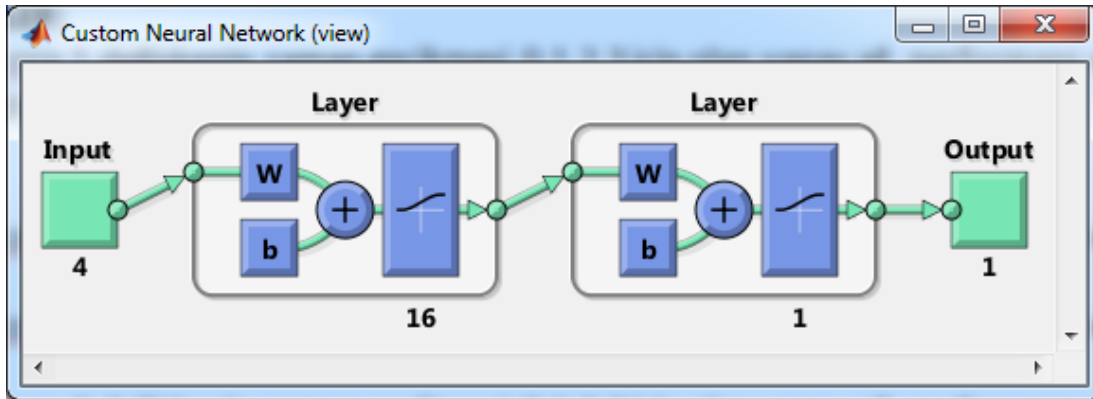 Custom Neural Network (view)
Layer
Layer
Input
Output
W
W
b
b
4
1
16
1